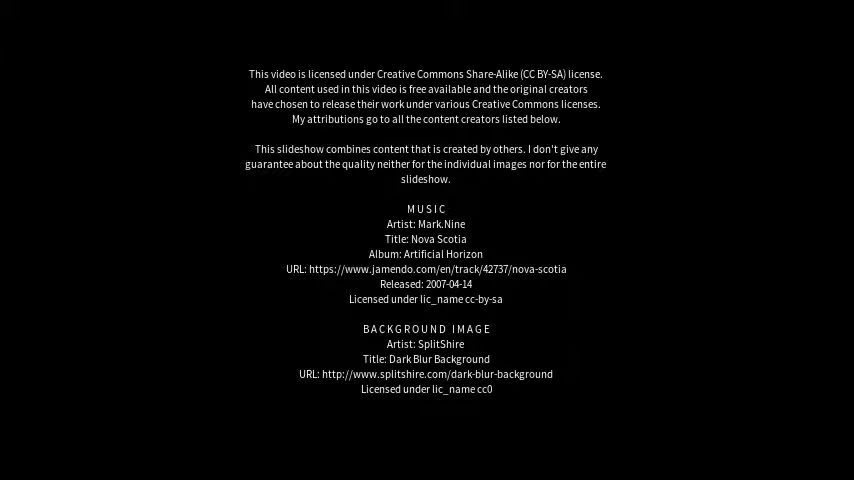 This video is licensed under Creative Commons Share-Alike (CC BY-SA) license.
All content used in this video is free available and the original creators
have chosen to release their work under various Creative Commons licenses.
My attributions go to all the content creators listed below.
This slideshow combines content that is created by others. I don't give any
guarantee about the quality neither for the individual images nor for the entire
slideshow.
MUSIC
Artist: Mark.Nine
Title: Nova Scotia
Album: Artificial Horizon
URL: https://www.jamendo.com/en/track/42737/nova-scotia
Released: 2007-04-14
Licensed under lic_name cc-by-sa
BACKGROUND IMAGE
Artist: SplitShire
Title: Dark Blur Background
URL: http://www.splitshire.com/dark-blur-background
Licensed under lic_name cc0